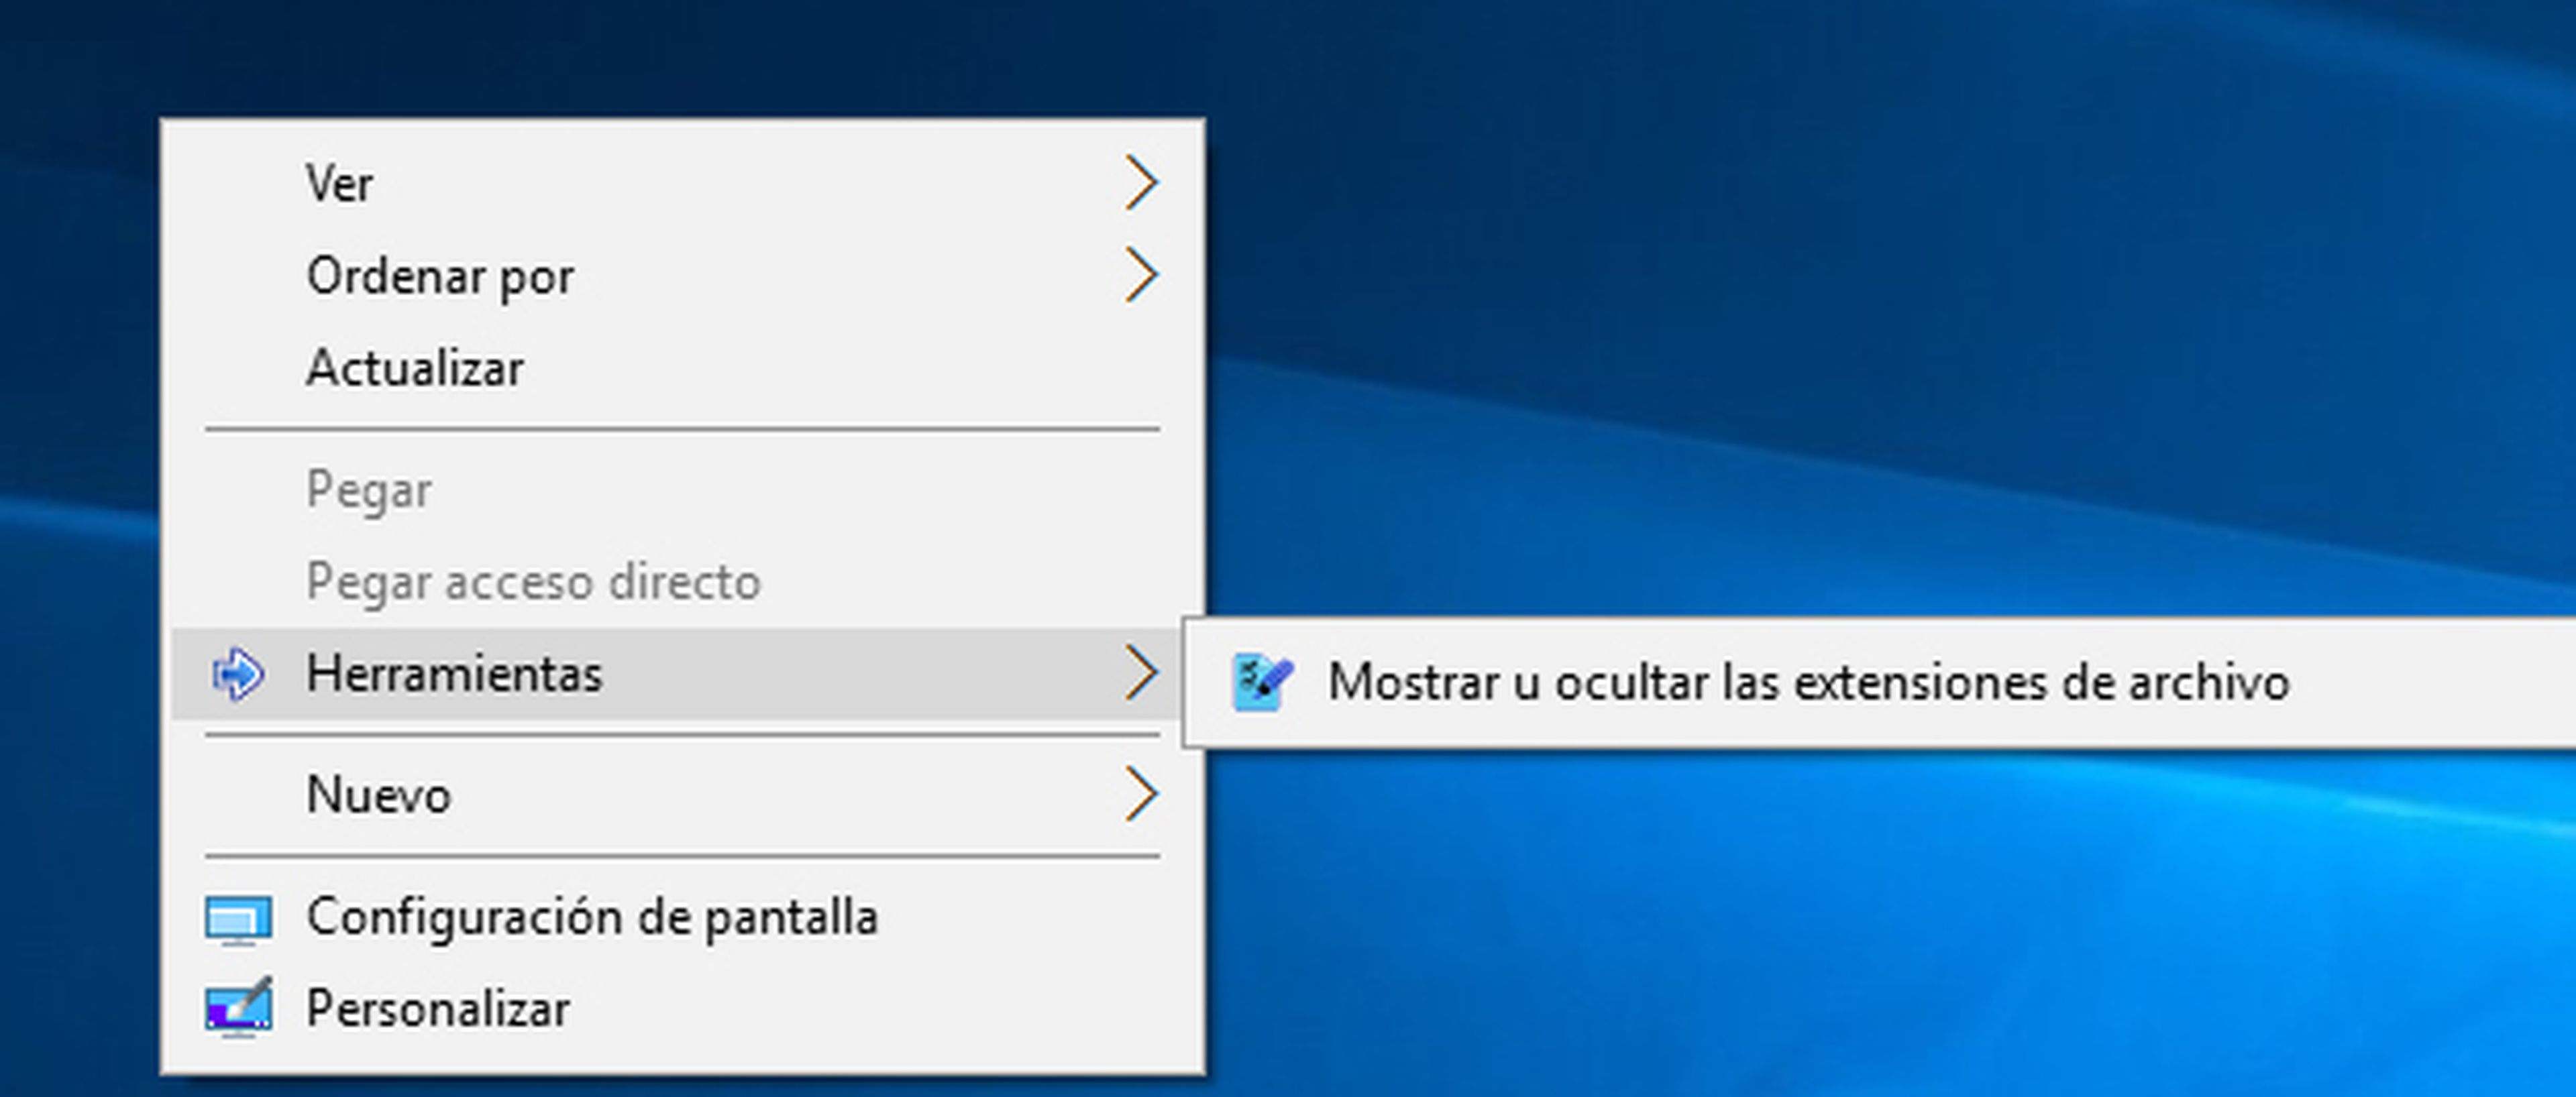 Ver
Ordenar por
Actualizar
Pegar
Pegar acceso directo
Herramientas
Mostrar u ocultar las extensiones de archivo
Nuevo
Configuración de pantalla
Personalizar